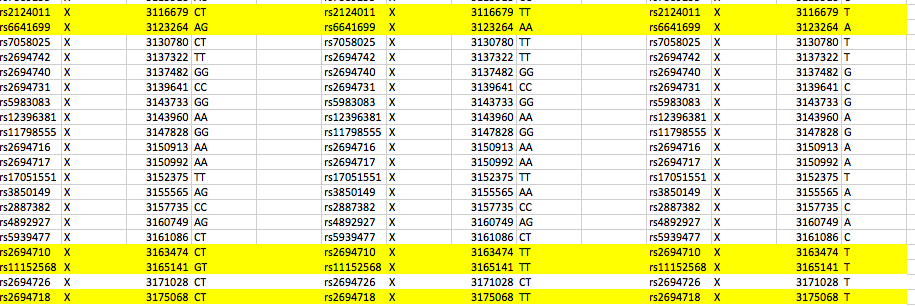 rs2124011 X 3116679 CT rs2124011 X 3116679 TT rs2124011 X 3116679 T
rs6641699 X 3123264 AG rs6641699 X 3123264 AA rs6641699 X 3123264 A
rs7058025 X 3130780 CT rs7058025 X 3130780 TT rs7058025 X 3130780 T
rs2694742 X 3137322 TT rs2694742 X 3137322 TT rs2694742 X 3137322 T
rs2694740 X 3137482 GG rs2694740 X 3137482 GG rs2694740 X 3137482 G
rs2694731 X 3139641 CC rs2694731 X 3139641 CC rs2694731 X 3139641 C
rs5983083 X 3143733 GG rs5983083 X 3143733 GG rs5983083 X 3143733 G
rs12396381 X 3143960 AA rs12396381 X 3143960 AA rs12396381 X 3143960 A
rs11798555 X 3147828 GG rs11798555 X 3147828 GG rs11798555 X 3147828 G
rs2694716 X 3150913 AA rs2694716 X 3150913 AA rs2694716 X 3150913 A
rs2694717 X 3150992 AA rs2694717 X 3150992 AA rs2694717 X 3150992 A
rs17051551 X 3152375 TT rs17051551 X 3152375 TT rs17051551 X 3152375 T
rs3850149 X 3155565 AG rs3850149 X 3155565 AA rs3850149 X 3155565 A
rs2887382 X 3157735 CC rs2887382 X 3157735 CC rs2887382 X 3157735 C
rs4892927 X 3160749 AG rs4892927 X 3160749 AG rs4892927 X 3160749 A
rs5939477 X 3161086 CT rs5939477 X 3161086 CT rs5939477 X 3161086 C
rs2694710 X 3163474 CT rs2694710 X 3163474 TT rs2694710 X 3163474 T
rs11152568 X 3165141 GT rs11152568 X 3165141 TT rs11152568 X 3165141 T
rs2694726 X 3171028 CT rs2694726 X 3171028 CT rs2694726 X 3171028 T
rs2694718 X 3175068 CT rs2694718 X 3175068 TT rs2694718 X 3175068 T